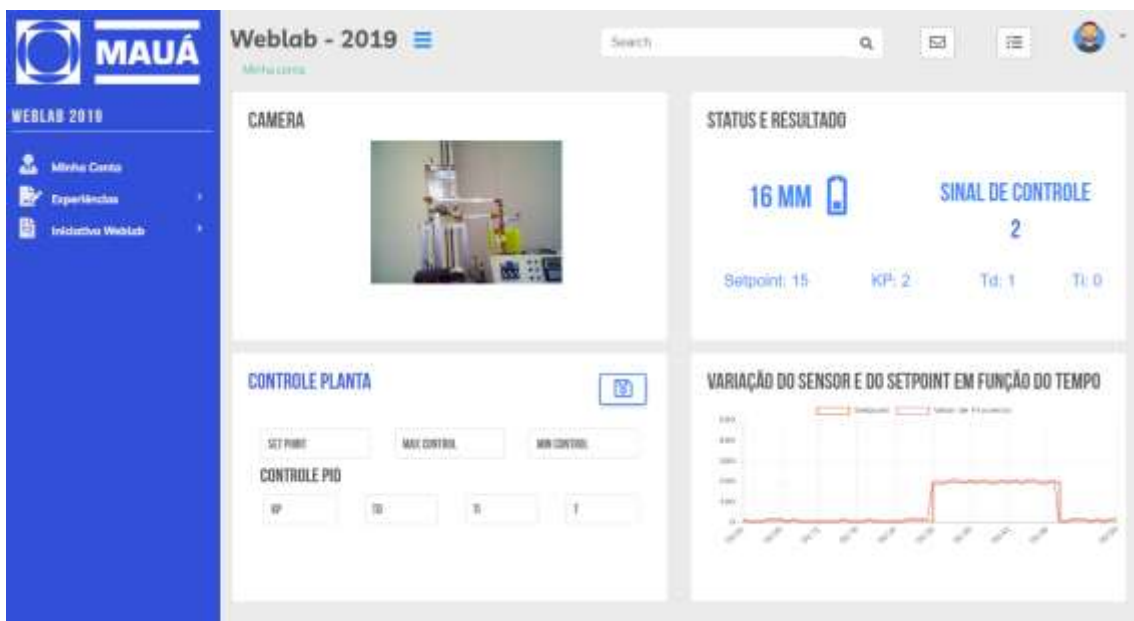 MAUÁ
WEBLAB 2019
Minha Conta
Experiências
Iniciativa Weblab
Weblab - 2019
Minha conta
Search
CAMERA
STATUS E RESULTADO
16 MM
SINAL DE CONTROLE
2
Setpoint: 15 KP: 2 Td: 1 Ti: 0
CONTROLE PLANTA
SET POINT MAX CONTROL MIN CONTROL
CONTROLE PID
KP TD TI T
VARIAÇÃO DO SENSOR E DO SETPOINT EM FUNÇÃO DO TEMPO
Setpoint